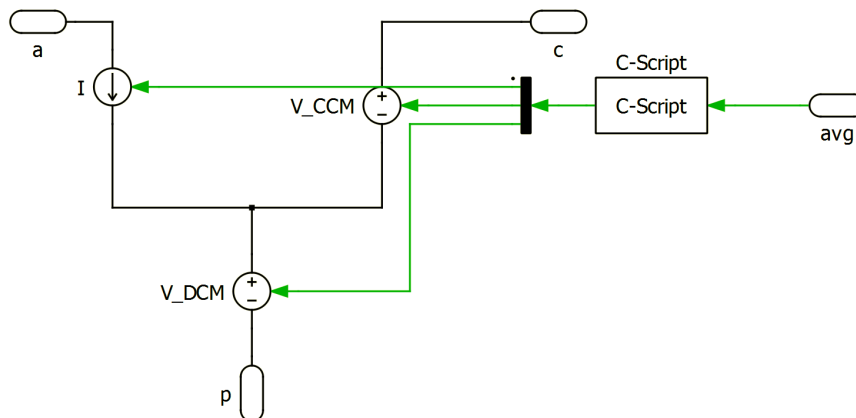 a
c
C-Script
I
V_CCM
+
−
C-Script
avg
V_DCM
+
−
p